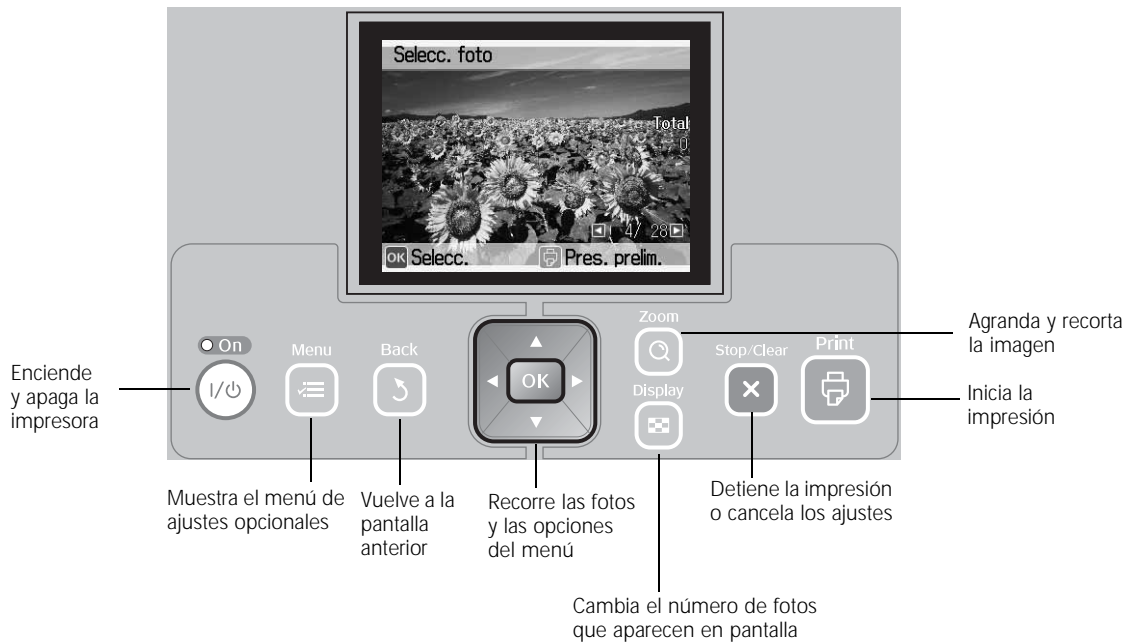 Selecc. foto
Total
0
4/ 28
OK Selecc.
Pres. prelim.
On
Menu
Back
OK
Zoom
Display
Stop/Clear
Print
Enciende
y apaga la
impresora
Muestra el menú de
ajustes opcionales
Vuelve a la
pantalla
anterior
Recorre las fotos
y las opciones
del menú
Agranda y recorta
la imagen
Inicia la
impresión
Detiene la impresión
o cancela los ajustes
Cambia el número de fotos
que aparecen en pantalla